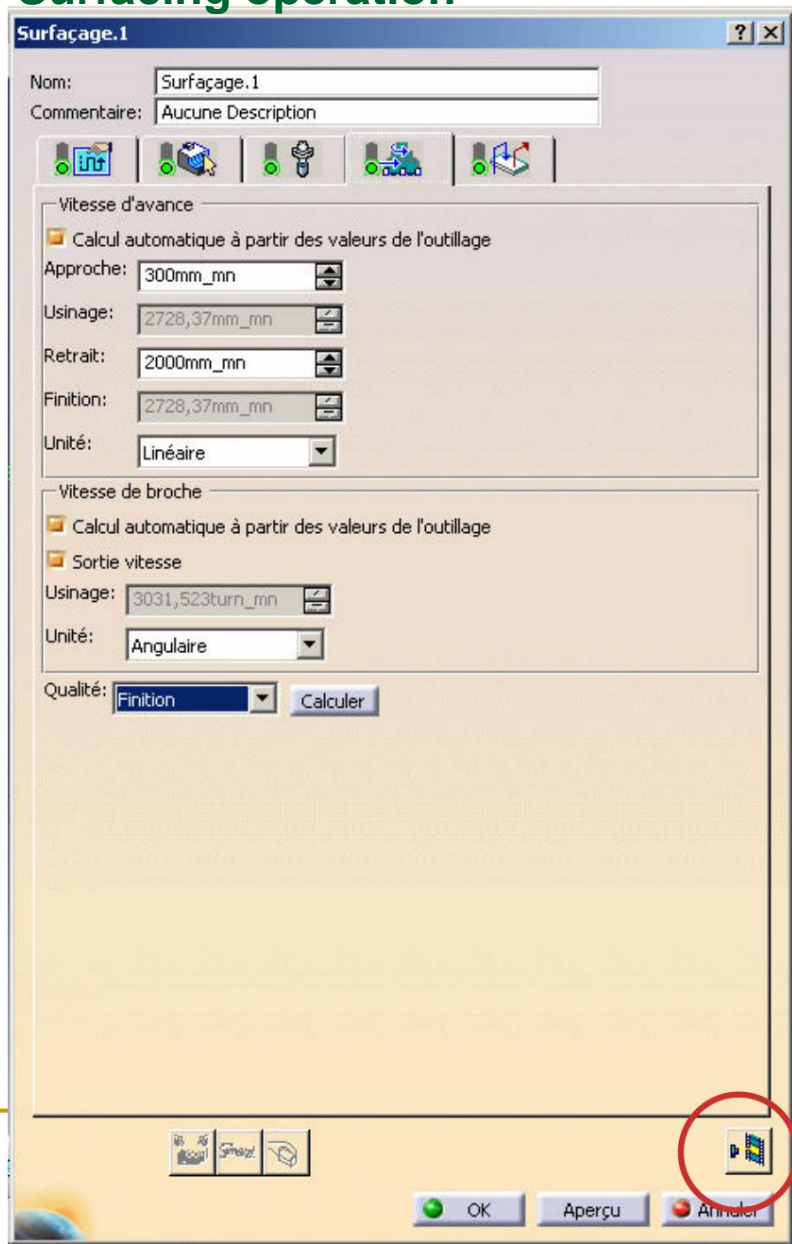 Surfacing operation
Surfaçage.1
Nom: Surfaçage.1
Commentaire: Aucune Description
Vitesse d'avance
Calcul automatique à partir des valeurs de l'outillage
Approche: 300mm_mn
Usinage: 2728,37mm_mn
Retrait: 2000mm_mn
Finition: 2728,37mm_mn
Unité: Linéaire
Vitesse de broche
Calcul automatique à partir des valeurs de l'outillage
Sortie vitesse
Usinage: 3031,523turn_mn
Unité: Angulaire
Qualité: Finition Calculer
OK Aperçu Annuler